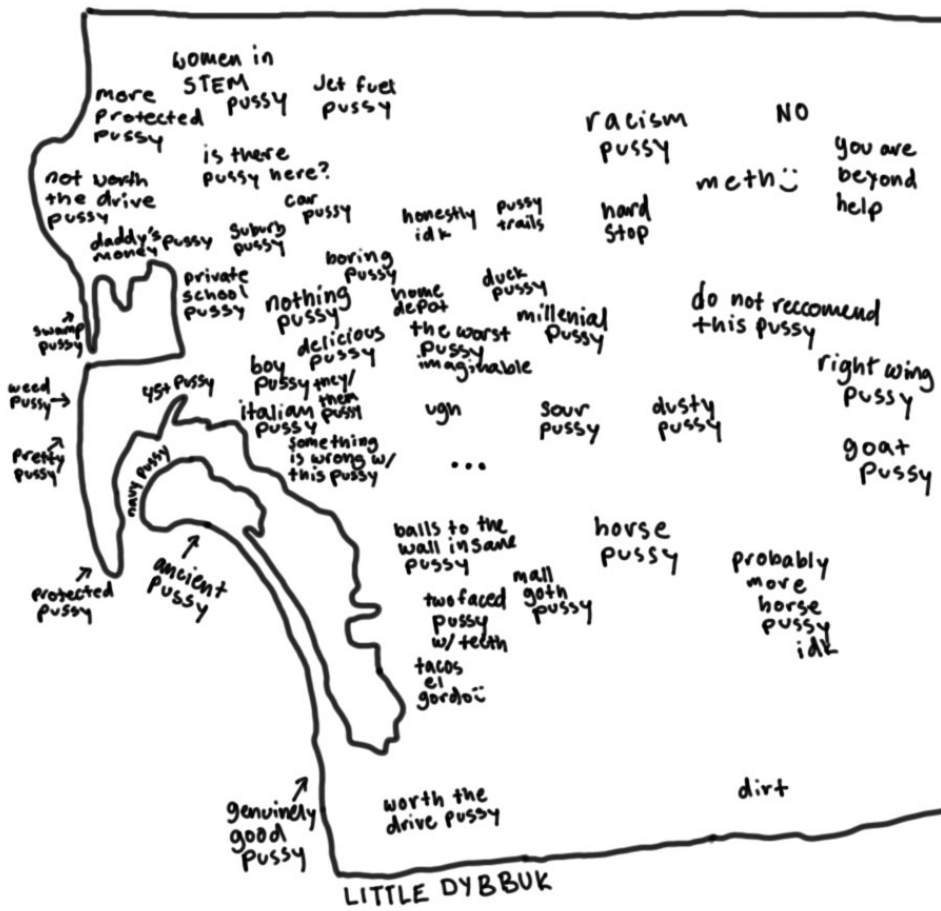 women in
STEM
pussy
Jet fuel
pussy
more
protected
pussy
racism
pussy
NO
you are
beyond
help
is there
pussy here?
meth
not worth
the drive
pussy
car
pussy
honestly
idk
pussy
trails
hard
stop
daddy's
money pussy
suburb
pussy
boring
pussy
private
school
pussy
nothing
pussy
home
depot
duck
pussy
millenial
pussy
do not reccomend
this pussy
swamp
pussy
delicious
pussy
the worst
pussy
imaginable
right wing
pussy
boy
pussy
they/
them
pussy
weed
pussy
45+ pussy
italian
pussy
ugh
sour
pussy
dusty
pussy
pretty
pussy
something
is wrong w/
this pussy
...
goat
pussy
navy pussy
balls to the
wall insane
pussy
horse
pussy
protected
pussy
ancient
pussy
mall
goth
pussy
probably
more
horse
pussy
idk
two faced
pussy
w/ teeth
tacos
el
gordo
genuinely
good
pussy
worth the
drive pussy
dirt
LITTLE DYBBUK